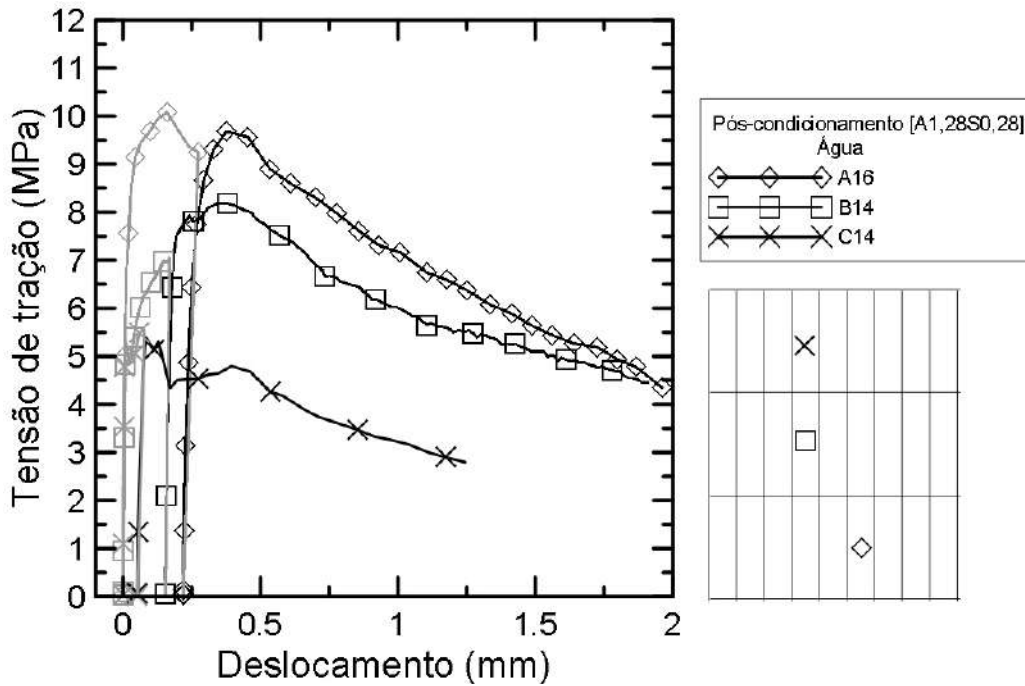 12
11
10
9
8
7
6
5
4
3
2
1
0
Tensão de tração (MPa)
0
0.5
1
1.5
2
Deslocamento (mm)
Pós-condicionamento [A1,28S0,28]
Água
A16
B14
C14